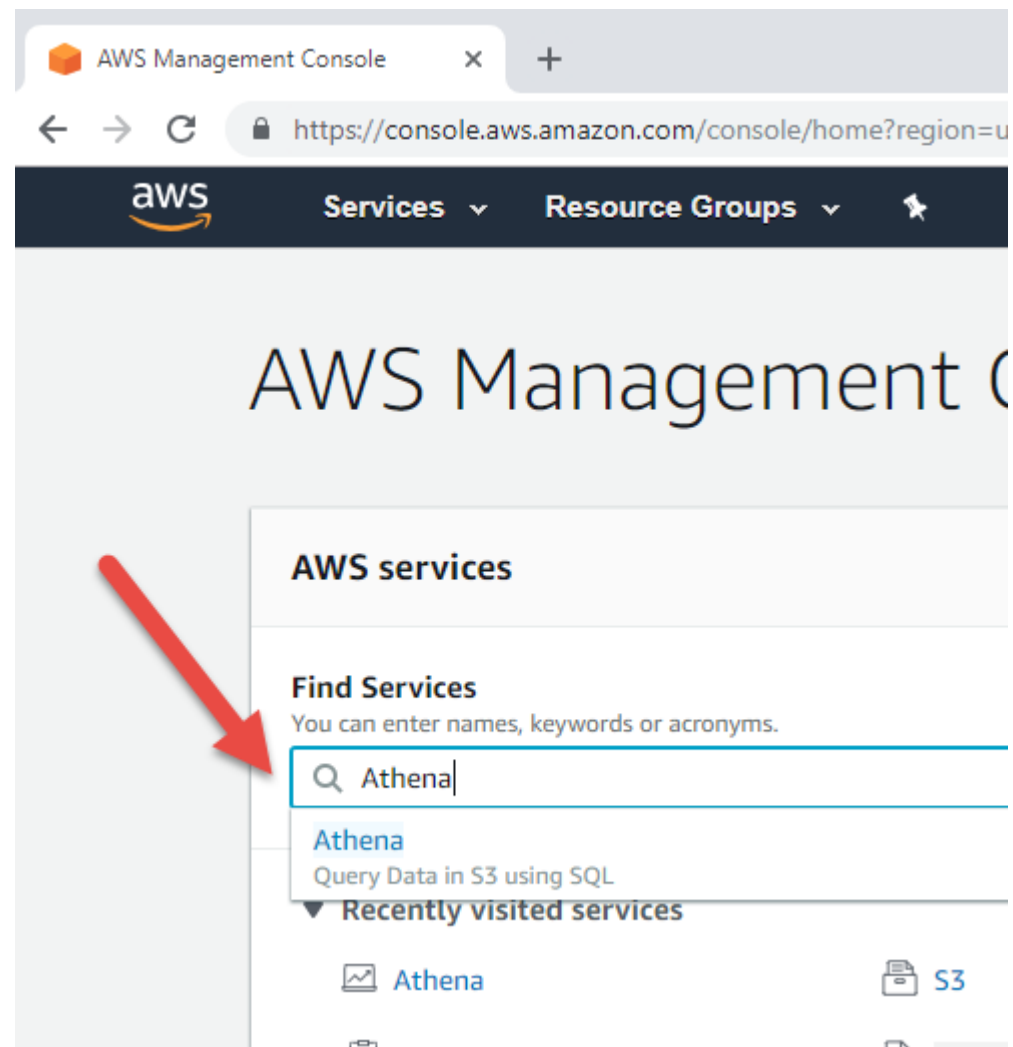 AWS Management Console
https://console.aws.amazon.com/console/home?region=u
aws Services Resource Groups
AWS Management C
AWS services
Find Services
You can enter names, keywords or acronyms.
Athena
Athena
Query Data in S3 using SQL
Recently visited services
Athena S3